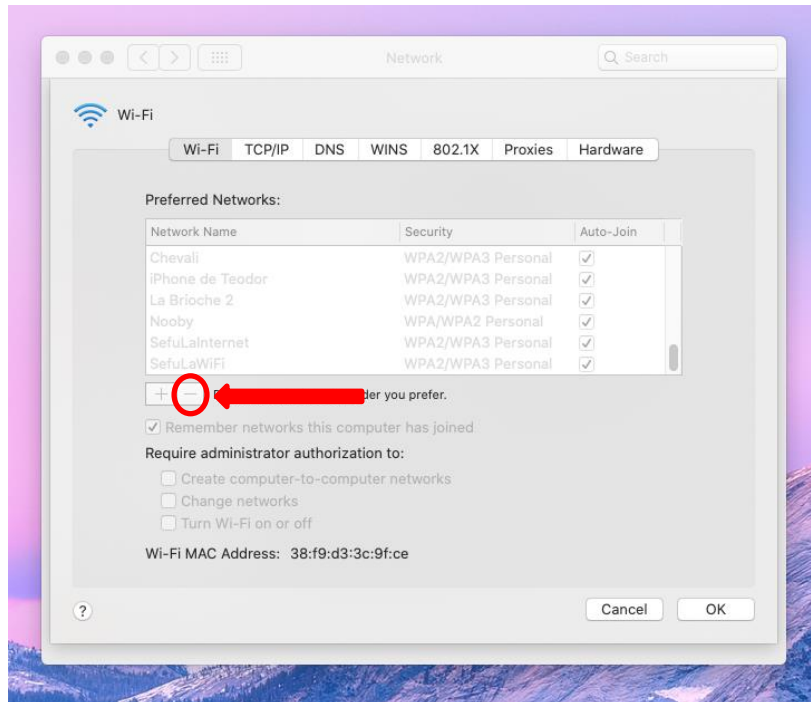 Network
Search
Wi-Fi
Wi-Fi TCP/IP DNS WINS 802.1X Proxies Hardware
Preferred Networks:
Network Name Security Auto-Join
Chevali WPA2/WPA3 Personal
iPhone de Teodor WPA2/WPA3 Personal
La Brioche 2 WPA2/WPA3 Personal
Nooby WPA/WPA2 Personal
SefuLaInternet WPA2/WPA3 Personal
SefuLaWiFi WPA2/WPA3 Personal
+ − you prefer.
Remember networks this computer has joined
Require administrator authorization to:
Create computer-to-computer networks
Change networks
Turn Wi-Fi on or off
Wi-Fi MAC Address: 38:f9:d3:3c:9f:ce
? Cancel OK